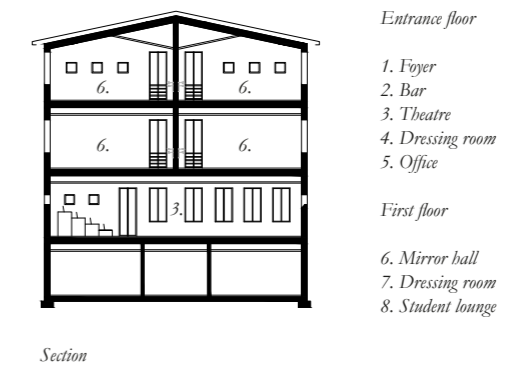 Entrance floor
1. Foyer
2. Bar
3. Theatre
4. Dressing room
5. Office
First floor
6. Mirror hall
7. Dressing room
8. Student lounge
6. 6.
6. 6.
3.
Section